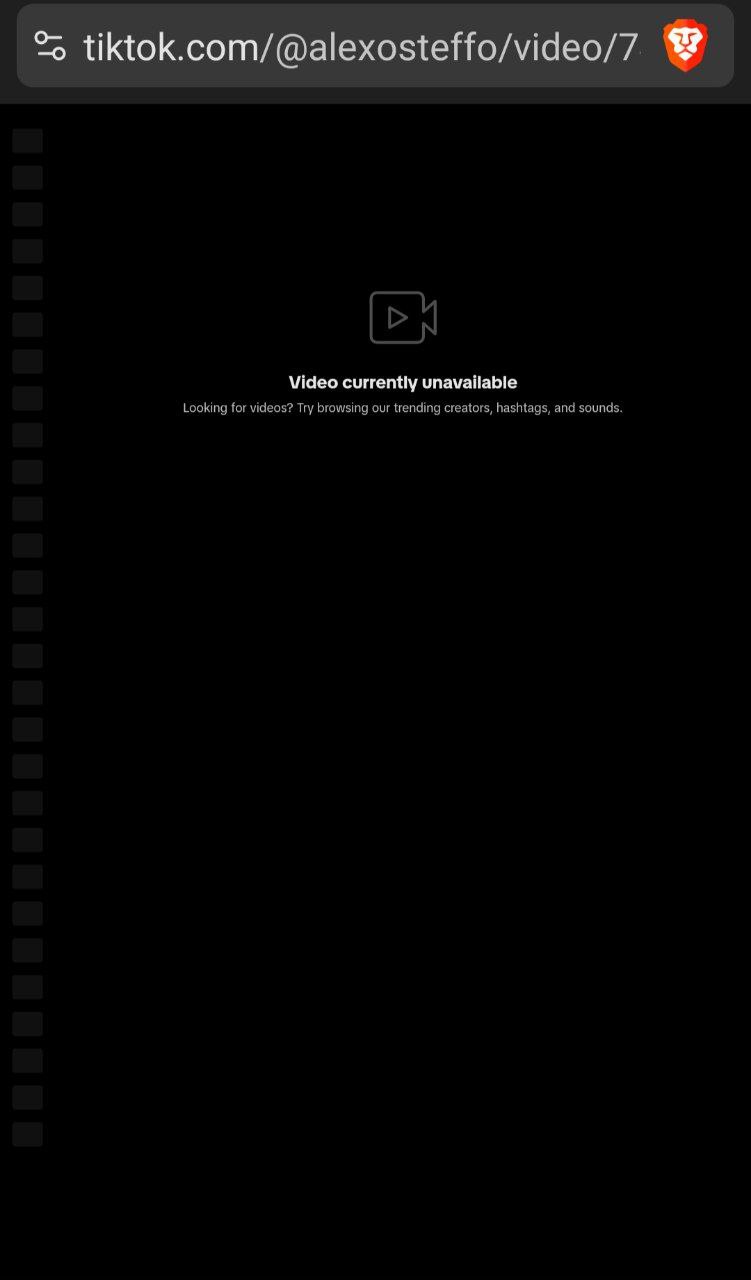 tiktok.com/@alexosteffo/video/7
Video currently unavailable
Looking for videos? Try browsing our trending creators, hashtags, and sounds.